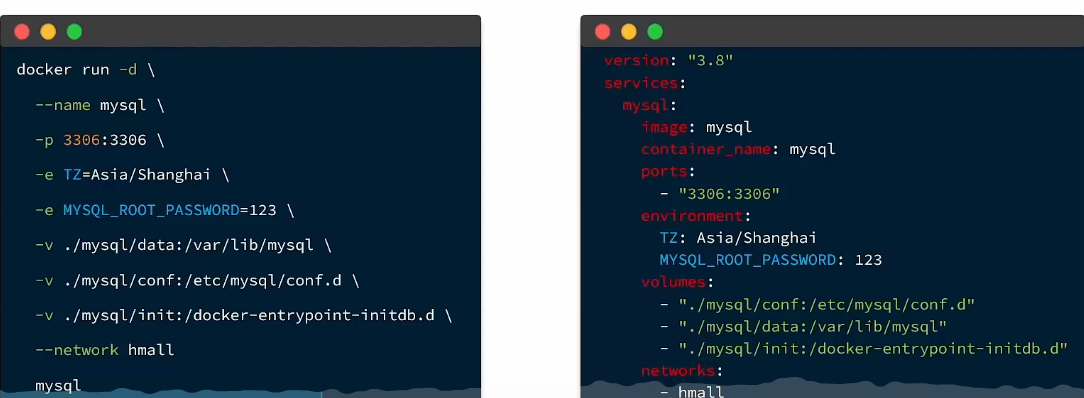 docker run -d \
--name mysql \
-p 3306:3306 \
-e TZ=Asia/Shanghai \
-e MYSQL_ROOT_PASSWORD=123 \
-v ./mysql/data:/var/lib/mysql \
-v ./mysql/conf:/etc/mysql/conf.d \
-v ./mysql/init:/docker-entrypoint-initdb.d \
--network hmall
mysql
version: "3.8"
services:
mysql:
image: mysql
container_name: mysql
ports:
- "3306:3306"
environment:
TZ: Asia/Shanghai
MYSQL_ROOT_PASSWORD: 123
volumes:
- "./mysql/conf:/etc/mysql/conf.d"
- "./mysql/data:/var/lib/mysql"
- "./mysql/init:/docker-entrypoint-initdb.d"
networks:
- hmall